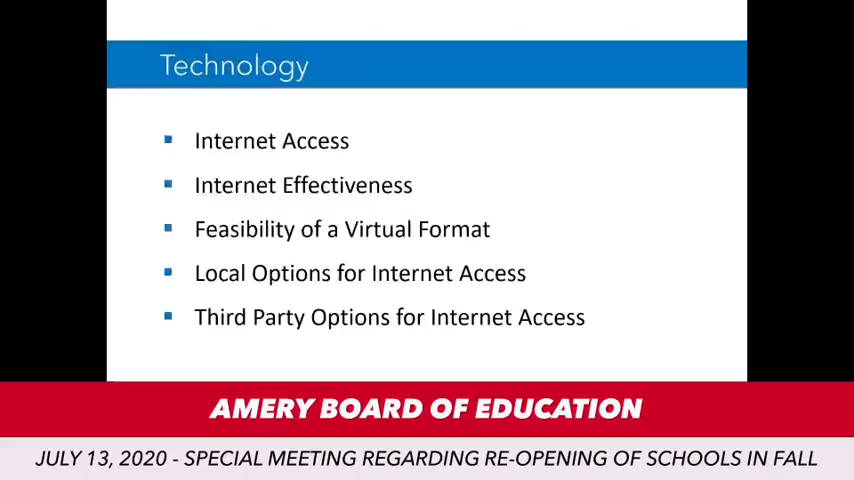 Technology
Internet Access
Internet Effectiveness
Feasibility of a Virtual Format
Local Options for Internet Access
Third Party Options for Internet Access
AMERY BOARD OF EDUCATION
JULY 13, 2020 - SPECIAL MEETING REGARDING RE-OPENING OF SCHOOLS IN FALL